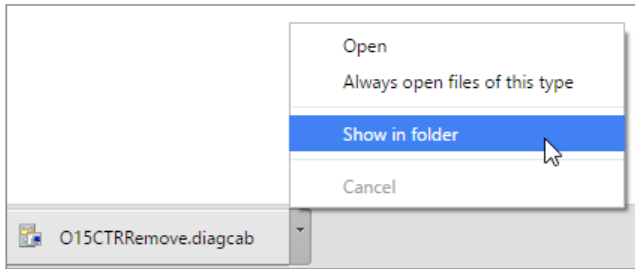 Open
Always open files of this type
Show in folder
Cancel
O15CTRRemove.diagcab